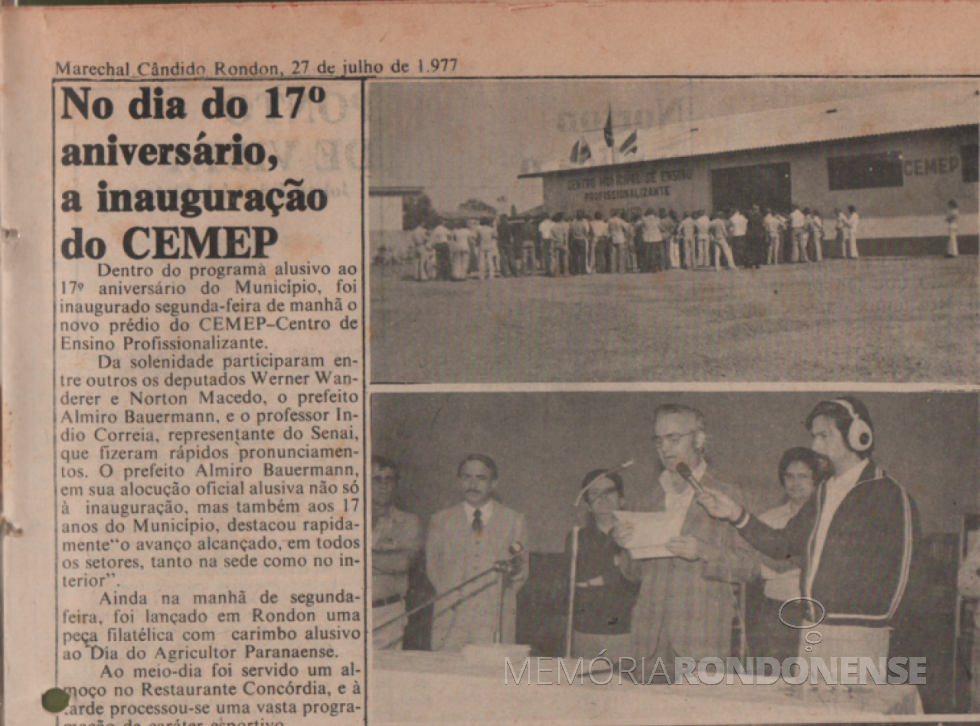 Marechal Cândido Rondon, 27 de julho de 1.977
No dia do 17º
aniversário,
a inauguração
do CEMEP
Dentro do programa alusivo ao
17º aniversário do Município, foi
inaugurado segunda-feira de manhã o
novo prédio do CEMEP-Centro de
Ensino Profissionalizante.
Da solenidade participaram en-
tre outros os deputados Werner Wan-
derer e Norton Macedo, o prefeito
Almiro Bauermann, e o professor In-
dio Correia, representante do Senai,
que fizeram rápidos pronunciamen-
tos. O prefeito Almiro Bauermann,
em sua alocução oficial alusiva não só
à inauguração, mas também aos 17
anos do Município, destacou rapida-
mente "o avanço alcançado, em todos
os setores, tanto na sede como no in-
terior".
Ainda na manhã de segunda-
feira, foi lançado em Rondon uma
peça filatélica com carimbo alusivo
ao Dia do Agricultor Paranaense.
Ao meio-dia foi servido um al-
moço no Restaurante Concórdia, e à
tarde processou-se uma vasta progra-
mação de caráter esportivo.
CENTRO MUNICIPAL DE ENSINO
PROFISSIONALIZANTE
CEMEP
MEMÓRIARONDONENSE